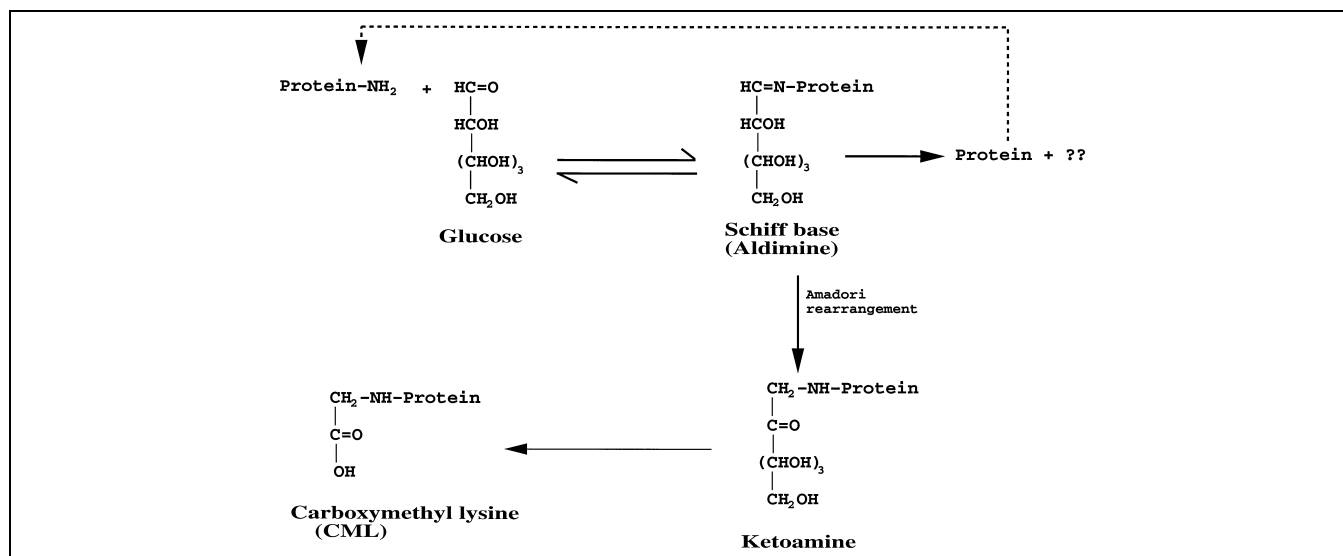 Protein-NH2 + HC=O
HCOH
(CHOH)3
CH2OH
Glucose
HC=N-Protein
HCOH
(CHOH)3
CH2OH
Schiff base
(Aldimine)
Protein + ??
Amadori
rearrangement
CH2-NH-Protein
C=O
OH
Carboxymethyl lysine
(CML)
CH2-NH-Protein
C=O
(CHOH)3
CH2OH
Ketoamine